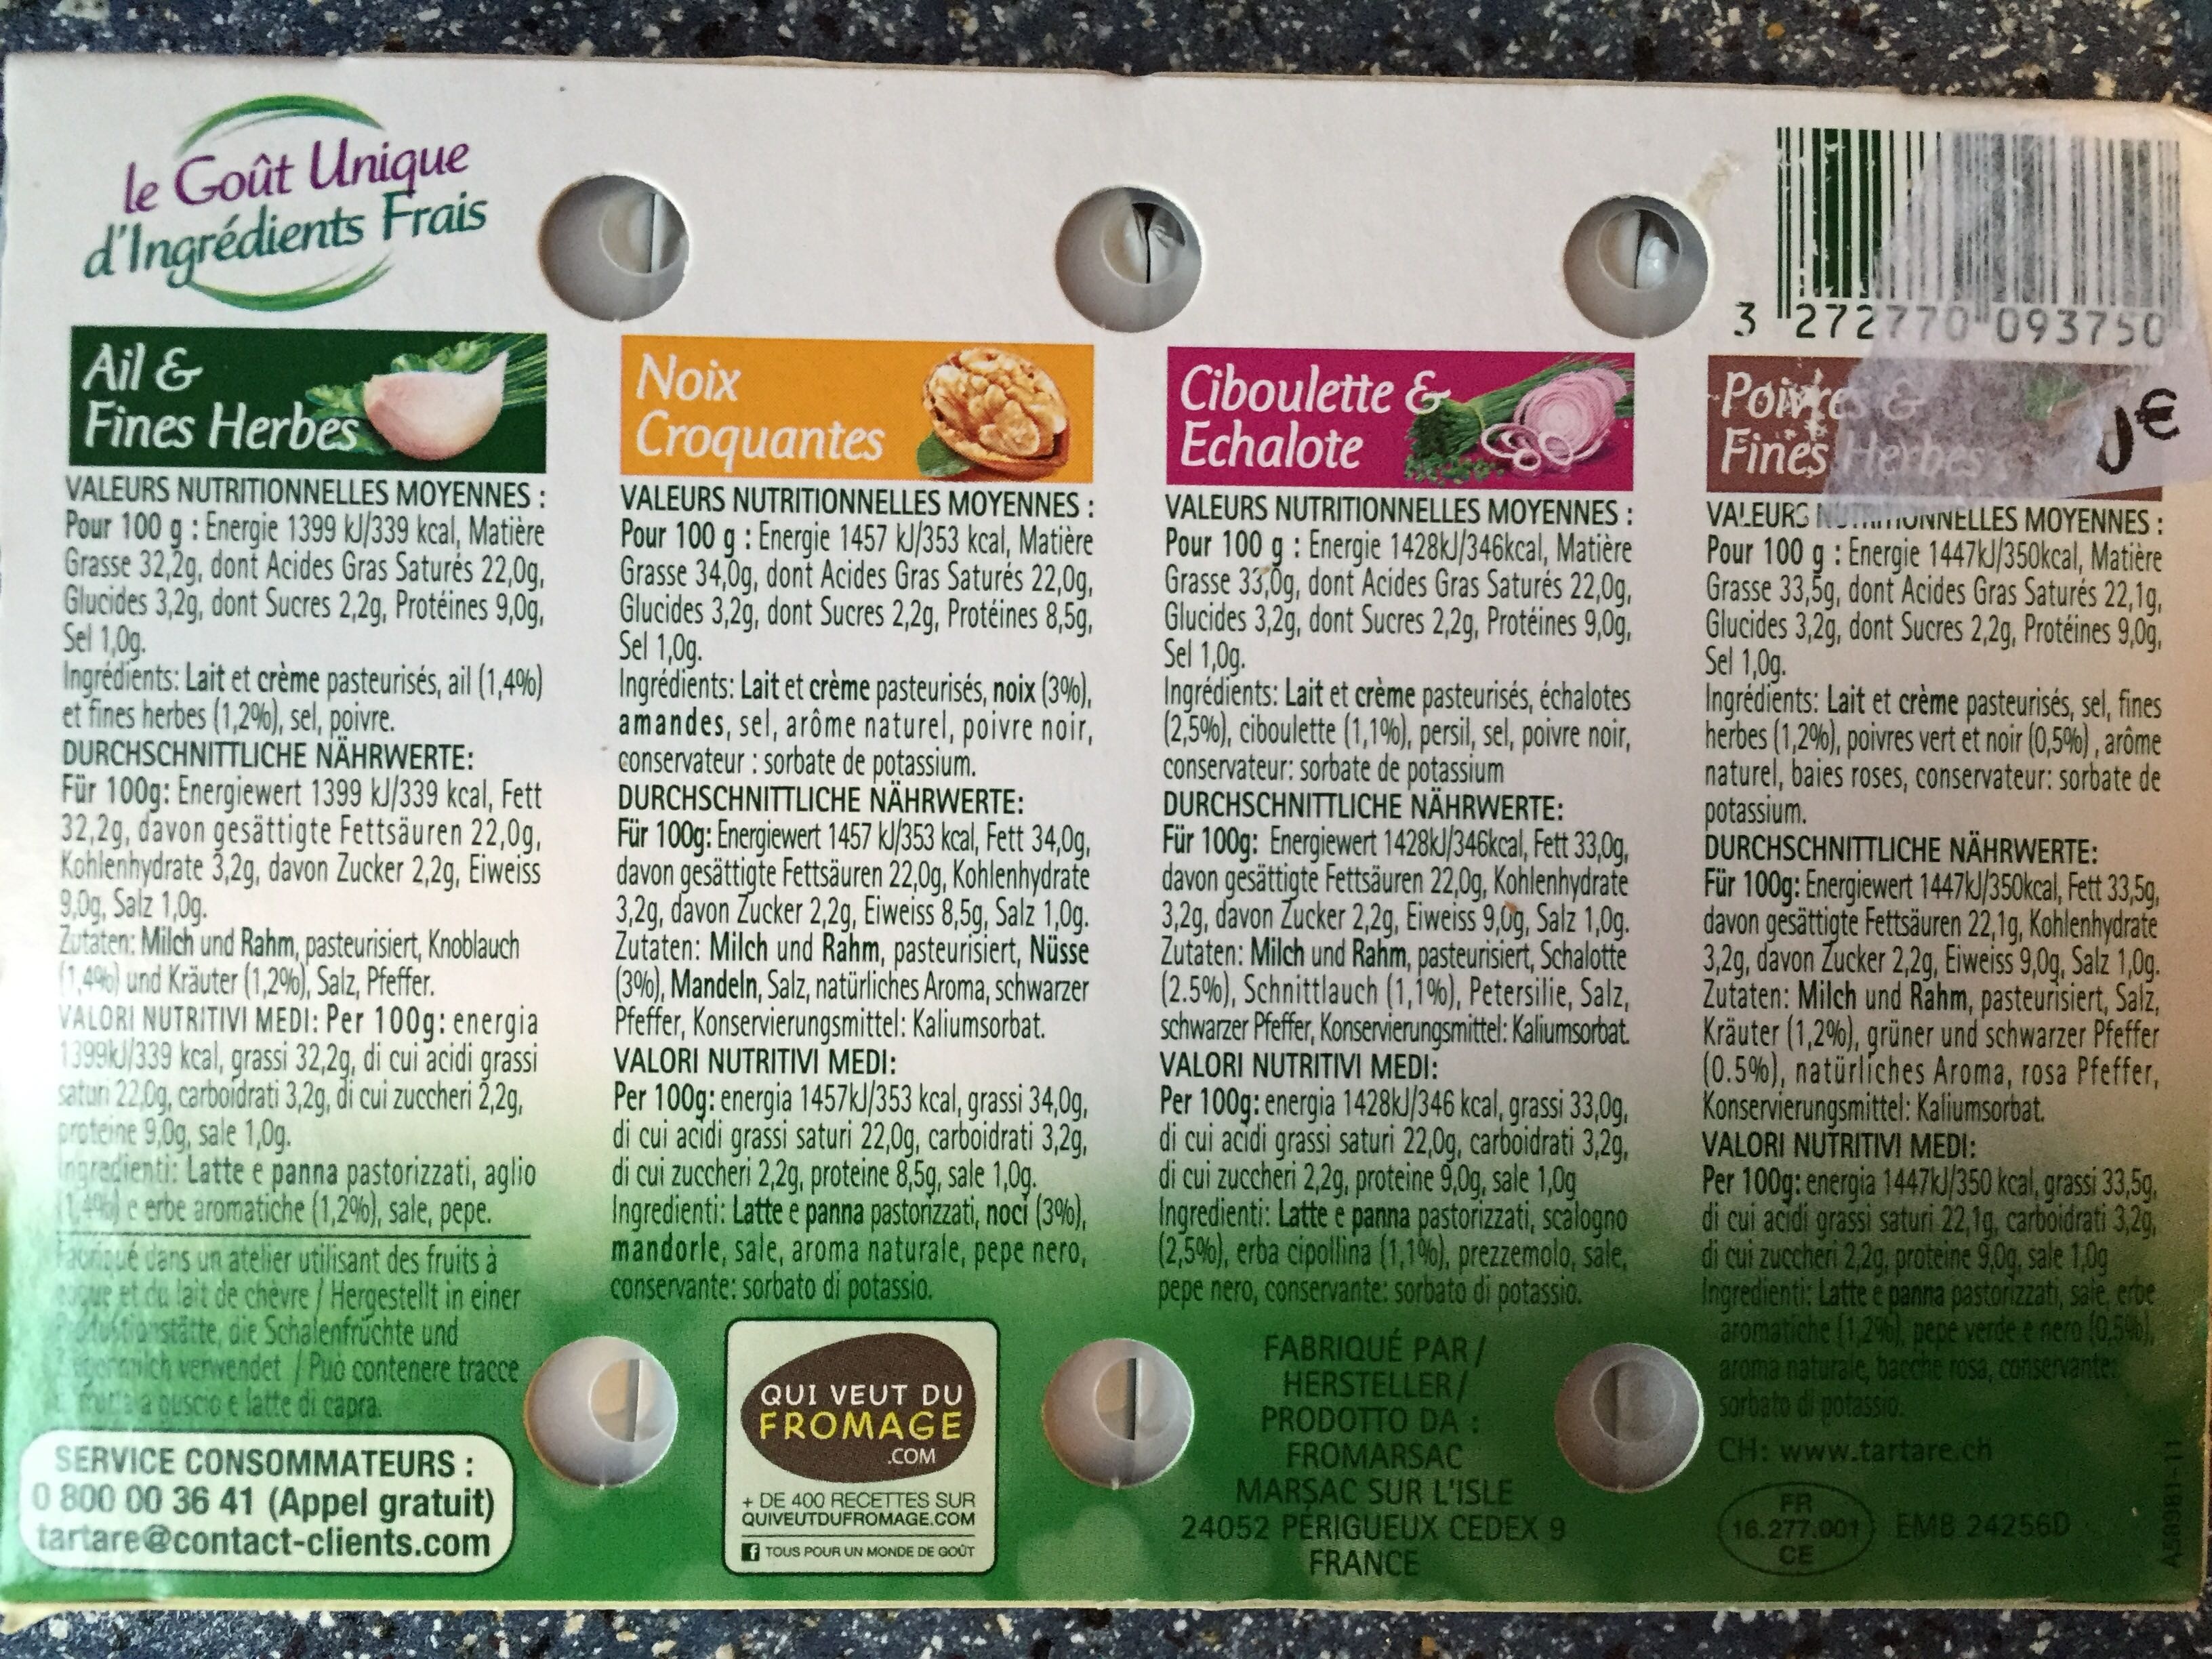 le Goût Unique
d'Ingrédients Frais
3 272770 093750
Ail &
Fines Herbes
VALEURS NUTRITIONNELLES MOYENNES :
Pour 100 g : Energie 1399 kJ/339 kcal, Matière
Grasse 32,2g, dont Acides Gras Saturés 22,0g,
Glucides 3,2g, dont Sucres 2,2g, Protéines 9,0g,
Sel 1,0g.
Ingrédients: Lait et crème pasteurisés, ail (1,4%)
et fines herbes (1,2%), sel, poivre.
DURCHSCHNITTLICHE NÄHRWERTE:
Für 100g: Energiewert 1399 kJ/339 kcal, Fett
32,2g, davon gesättigte Fettsäuren 22,0g,
Kohlenhydrate 3,2g, davon Zucker 2,2g, Eiweiss
9,0g, Salz 1,0g.
Zutaten: Milch und Rahm, pasteurisiert, Knoblauch
(1,4%) und Kräuter (1,2%), Salz, Pfeffer.
VALORI NUTRITIVI MEDI: Per 100g: energia
1399kJ/339 kcal, grassi 32,2g, di cui acidi grassi
saturi 22,0g, carboidrati 3,2g, di cui zuccheri 2,2g,
proteine 9,0g, sale 1,0g.
Ingredienti: Latte e panna pastorizzati, aglio
(1,4%) e erbe aromatiche (1,2%), sale, pepe.
Fabriqué dans un atelier utilisant des fruits à
coque et du lait de chèvre / Hergestellt in einer
Produktionstätte, die Schalenfrüchte und
Ziegenmilch verwendet / Può contenere tracce
frutta a guscio e latte di capra.
SERVICE CONSOMMATEURS :
0 800 00 36 41 (Appel gratuit)
tartare@contact-clients.com
Noix
Croquantes
VALEURS NUTRITIONNELLES MOYENNES :
Pour 100 g : Energie 1457 kJ/353 kcal, Matière
Grasse 34,0g, dont Acides Gras Saturés 22,0g,
Glucides 3,2g, dont Sucres 2,2g, Protéines 8,5g,
Sel 1,0g.
Ingrédients: Lait et crème pasteurisés, noix (3%),
amandes, sel, arôme naturel, poivre noir,
conservateur : sorbate de potassium.
DURCHSCHNITTLICHE NÄHRWERTE:
Für 100g: Energiewert 1457 kJ/353 kcal, Fett 34,0g,
davon gesättigte Fettsäuren 22,0g, Kohlenhydrate
3,2g, davon Zucker 2,2g, Eiweiss 8,5g, Salz 1,0g.
Zutaten: Milch und Rahm, pasteurisiert, Nüsse
(3%), Mandeln, Salz, natürliches Aroma, schwarzer
Pfeffer, Konservierungsmittel: Kaliumsorbat.
VALORI NUTRITIVI MEDI:
Per 100g: energia 1457kJ/353 kcal, grassi 34,0g,
di cui acidi grassi saturi 22,0g, carboidrati 3,2g,
di cui zuccheri 2,2g, proteine 8,5g, sale 1,0g.
Ingredienti: Latte e panna pastorizzati, noci (3%),
mandorle, sale, aroma naturale, pepe nero,
conservante: sorbato di potassio.
QUI VEUT DU
FROMAGE
.COM
+ DE 400 RECETTES SUR
QUIVEUTDUFROMAGE.COM
f TOUS POUR UN MONDE DE GOÛT
Ciboulette &
Echalote
VALEURS NUTRITIONNELLES MOYENNES :
Pour 100 g : Energie 1428kJ/346kcal, Matière
Grasse 33,0g, dont Acides Gras Saturés 22,0g,
Glucides 3,2g, dont Sucres 2,2g, Protéines 9,0g,
Sel 1,0g.
Ingrédients: Lait et crème pasteurisés, échalotes
(2,5%), ciboulette (1,1%), persil, sel, poivre noir,
conservateur: sorbate de potassium
DURCHSCHNITTLICHE NÄHRWERTE:
Für 100g: Energiewert 1428kJ/346kcal, Fett 33,0g,
davon gesättigte Fettsäuren 22,0g, Kohlenhydrate
3,2g, davon Zucker 2,2g, Eiweiss 9,0g, Salz 1,0g.
Zutaten: Milch und Rahm, pasteurisiert, Schalotte
(2.5%), Schnittlauch (1,1%), Petersilie, Salz,
schwarzer Pfeffer, Konservierungsmittel: Kaliumsorbat.
VALORI NUTRITIVI MEDI:
Per 100g: energia 1428kJ/346 kcal, grassi 33,0g,
di cui acidi grassi saturi 22,0g, carboidrati 3,2g,
di cui zuccheri 2,2g, proteine 9,0g, sale 1,0g
Ingredienti: Latte e panna pastorizzati, scalogno
(2,5%), erba cipollina (1,1%), prezzemolo, sale,
pepe nero, conservante: sorbato di potassio.
FABRIQUÉ PAR /
HERSTELLER /
PRODOTTO DA :
FROMARSAC
MARSAC SUR L'ISLE
24052 PÉRIGUEUX CEDEX 9
FRANCE
Poivres &
Fines Herbes
€
VALEURS NUTRITIONNELLES MOYENNES :
Pour 100 g : Energie 1447kJ/350kcal, Matière
Grasse 33,5g, dont Acides Gras Saturés 22,1g,
Glucides 3,2g, dont Sucres 2,2g, Protéines 9,0g,
Sel 1,0g.
Ingrédients: Lait et crème pasteurisés, sel, fines
herbes (1,2%), poivres vert et noir (0,5%) , arôme
naturel, baies roses, conservateur: sorbate de
potassium.
DURCHSCHNITTLICHE NÄHRWERTE:
Für 100g: Energiewert 1447kJ/350kcal, Fett 33,5g,
davon gesättigte Fettsäuren 22,1g, Kohlenhydrate
3,2g, davon Zucker 2,2g, Eiweiss 9,0g, Salz 1,0g.
Zutaten: Milch und Rahm, pasteurisiert, Salz,
Kräuter (1,2%), grüner und schwarzer Pfeffer
(0.5%), natürliches Aroma, rosa Pfeffer,
Konservierungsmittel: Kaliumsorbat.
VALORI NUTRITIVI MEDI:
Per 100g: energia 1447kJ/350 kcal, grassi 33,5g,
di cui acidi grassi saturi 22,1g, carboidrati 3,2g,
di cui zuccheri 2,2g, proteine 9,0g, sale 1,0g
Ingredienti: Latte e panna pastorizzati, sale, erbe
aromatiche (1,2%), pepe verde e nero (0,5%),
aroma naturale, bacche rosa, conservante:
sorbato di potassio.
CH: www.tartare.ch
FR
16.277.001
CE
EMB 24256D
A58981-11